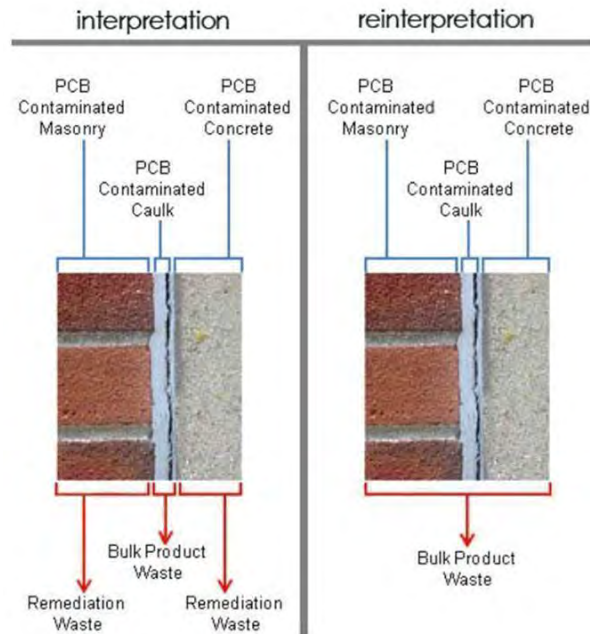 interpretation
reinterpretation
PCB
Contaminated
Masonry
PCB
Contaminated
Concrete
PCB
Contaminated
Caulk
Bulk Product
Waste
Remediation
Waste
Remediation
Waste
PCB
Contaminated
Masonry
PCB
Contaminated
Concrete
PCB
Contaminated
Caulk
Bulk Product
Waste